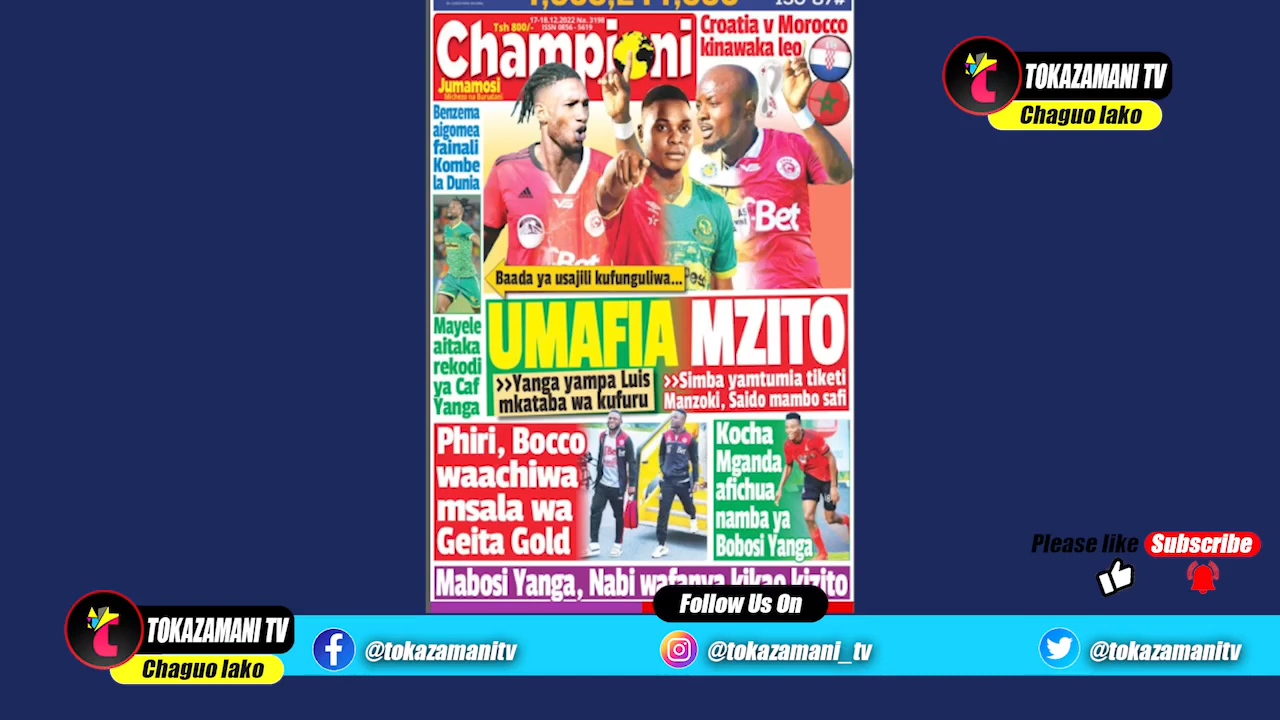 17-18.12.2022 Na. 3198
Tsh 800/- ISSN 0856 - 5619
Championi
Jumamosi
Michezo na Burudani
Croatia v Morocco
kinawaka leo
Benzema
aigomea
fainali
Kombe
la Dunia
Baada ya usajili kufunguliwa...
UMAFIA MZITO
>>Yanga yampa Luis
mkataba wa kufuru
>>Simba yamtumia tiketi
Manzoki, Saido mambo safi
Mayele
aitaka
rekodi
ya Caf
Yanga
Phiri, Bocco
waachiwa
msala wa
Geita Gold
Kocha
Mganda
afichua
namba ya
Bobosi Yanga
Mabosi Yanga, Nabi wafanya kikao kizito
TOKAZAMANI TV
Chaguo lako
Please like Subscribe
Follow Us On
TOKAZAMANI TV
Chaguo lako
@tokazamanitv
@tokazamani_tv
@tokazamanitv